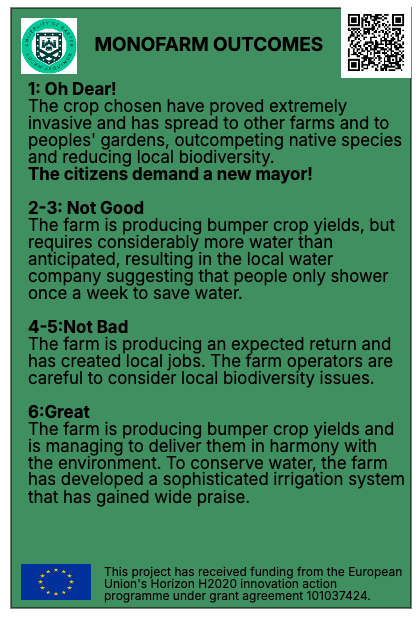 MONOFARM OUTCOMES
1: Oh Dear!
The crop chosen have proved extremely
invasive and has spread to other farms and to
peoples' gardens, outcompeting native species
and reducing local biodiversity.
The citizens demand a new mayor!
2-3: Not Good
The farm is producing bumper crop yields, but
requires considerably more water than
anticipated, resulting in the local water
company suggesting that people only shower
once a week to save water.
4-5:Not Bad
The farm is producing an expected return and
has created local jobs. The farm operators are
careful to consider local biodiversity issues.
6:Great
The farm is producing bumper crop yields and
is managing to deliver them in harmony with
the environment. To conserve water, the farm
has developed a sophisticated irrigation system
that has gained wide praise.
This project has received funding from the European
Union's Horizon H2020 innovation action
programme under grant agreement 101037424.